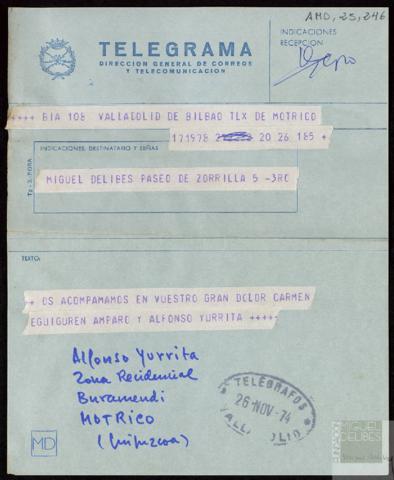 AMD, 25, 246
TELEGRAMA
DIRECCION GENERAL DE CORREOS
Y TELECOMUNICACION
INDICACIONES
RECEPCION
++++ BIA 108 VALLADOLID DE BILBAO TLX DE MOTRICO
171978 20 26 185 +
INDICACIONES, DESTINATARIO Y SEÑAS
MIGUEL DELIBES PASEO DE ZORRILLA 5 -3RC
TEXTO:
++ OS ACOMPAMAMOS EN VUESTRO GRAN DOLOR CARMEN
EGUIGUREN AMPARO Y ALFONSO YURRITA +++++
Alfonso Yurrita
Zona Residencial
Buramendi
MOTRICO
(Guipuzcoa)
TELEGRAFOS
26 NOV 74
VALLADOLID
MD
FUNDACIÓN
MIGUEL
DELIBES